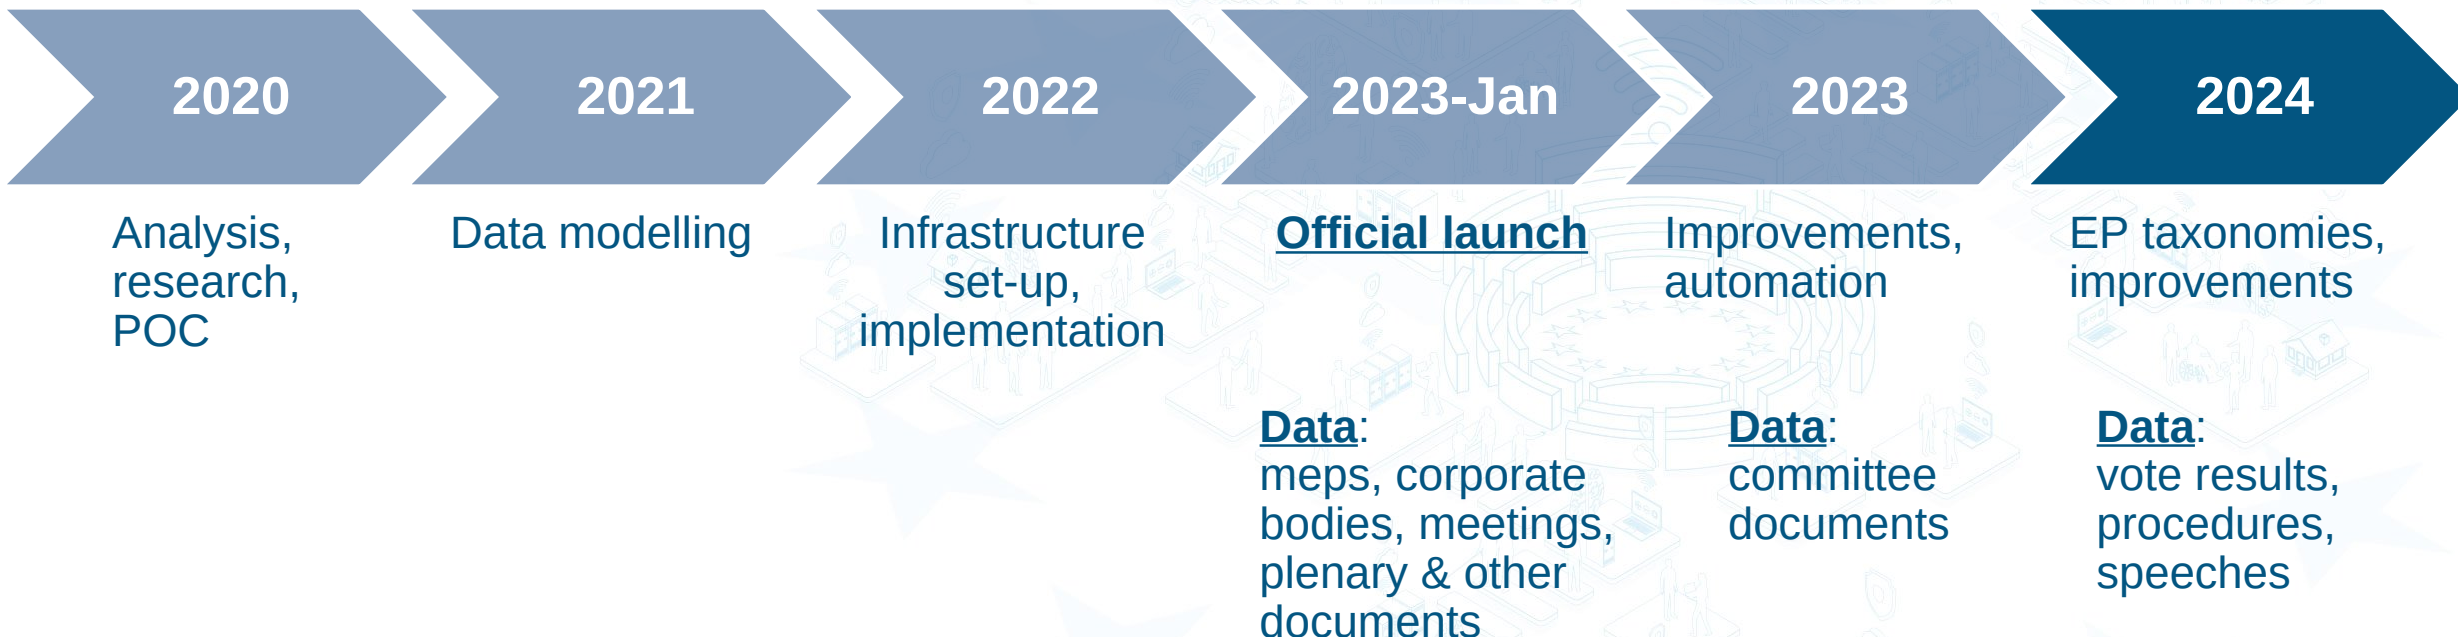 2020
2021
2022
2023-Jan
2023
2024
Analysis,
research,
POC
Data modelling
Infrastructure
set-up,
implementation
Official launch
Improvements,
automation
EP taxonomies,
improvements
Data:
meps, corporate
bodies, meetings,
plenary & other
documents
Data:
committee
documents
Data:
vote results,
procedures,
speeches